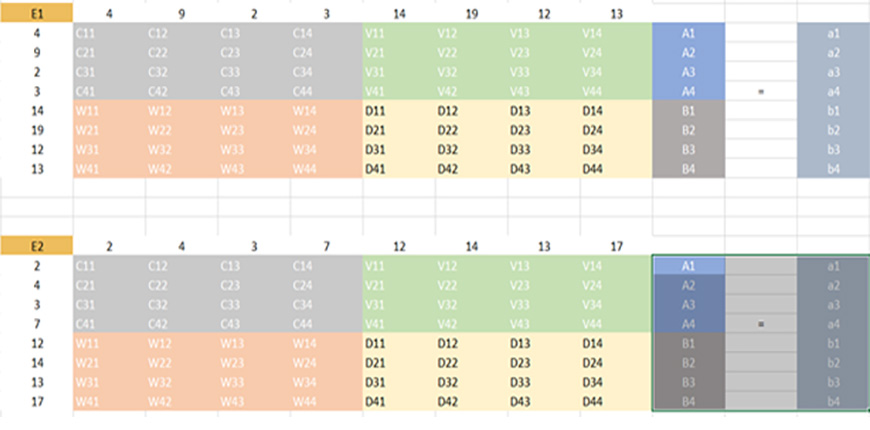 E1 4 9 2 3 14 19 12 13
4 C11 C12 C13 C14 V11 V12 V13 V14 A1 a1
9 C21 C22 C23 C24 V21 V22 V23 V24 A2 a2
2 C31 C32 C33 C34 V31 V32 V33 V34 A3 a3
3 C41 C42 C43 C44 V41 V42 V43 V44 A4 = a4
14 W11 W12 W13 W14 D11 D12 D13 D14 B1 b1
19 W21 W22 W23 W24 D21 D22 D23 D24 B2 b2
12 W31 W32 W33 W34 D31 D32 D33 D34 B3 b3
13 W41 W42 W43 W44 D41 D42 D43 D44 B4 b4
E2 2 4 3 7 12 14 13 17
2 C11 C12 C13 C14 V11 V12 V13 V14 A1 a1
4 C21 C22 C23 C24 V21 V22 V23 V24 A2 a2
3 C31 C32 C33 C34 V31 V32 V33 V34 A3 a3
7 C41 C42 C43 C44 V41 V42 V43 V44 A4 = a4
12 W11 W12 W13 W14 D11 D12 D13 D14 B1 b1
14 W21 W22 W23 W24 D21 D22 D23 D24 B2 b2
13 W31 W32 W33 W34 D31 D32 D33 D34 B3 b3
17 W41 W42 W43 W44 D41 D42 D43 D44 B4 b4